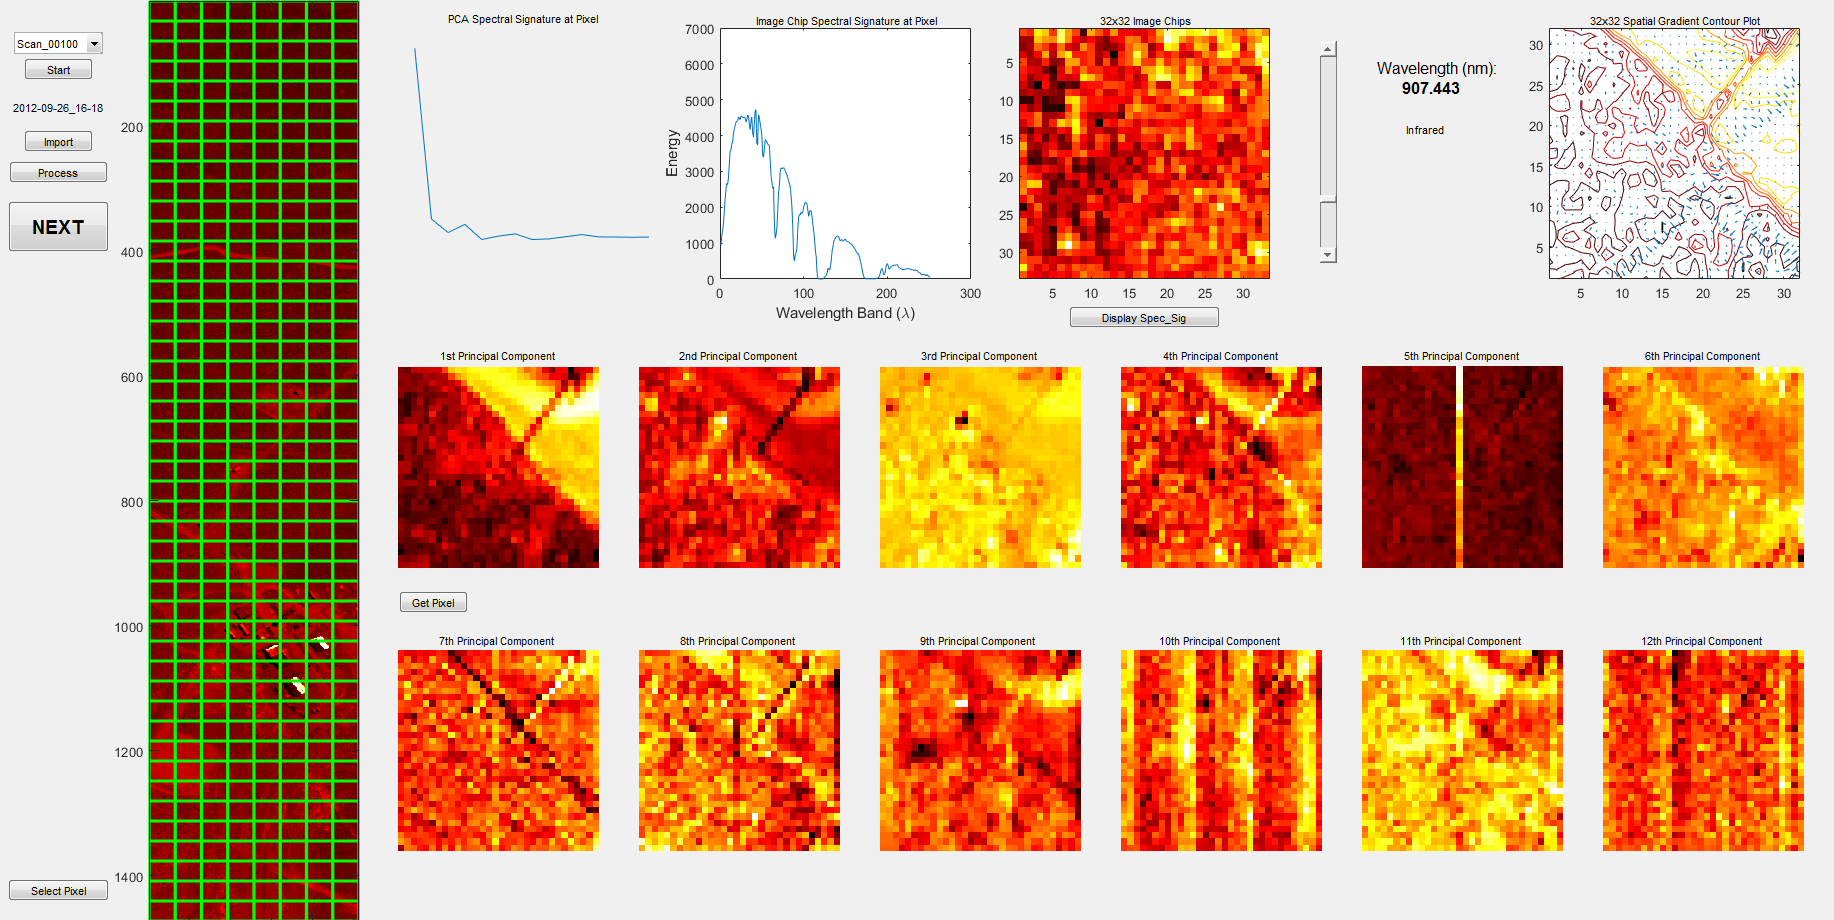 Scan_00100
Start
2012-09-26_16-18
Import
Process
NEXT
Select Pixel
200
400
600
800
1000
1200
1400
PCA Spectral Signature at Pixel
Image Chip Spectral Signature at Pixel
7000
6000
5000
4000
3000
2000
1000
0
Energy
0 100 200 300
Wavelength Band (λ)
32x32 Image Chips
5
10
15
20
25
30
5 10 15 20 25 30
Display Spec_Sig
Wavelength (nm):
907.443
Infrared
32x32 Spatial Gradient Contour Plot
30
25
20
15
10
5
5 10 15 20 25 30
1st Principal Component
2nd Principal Component
3rd Principal Component
4th Principal Component
5th Principal Component
6th Principal Component
Get Pixel
7th Principal Component
8th Principal Component
9th Principal Component
10th Principal Component
11th Principal Component
12th Principal Component